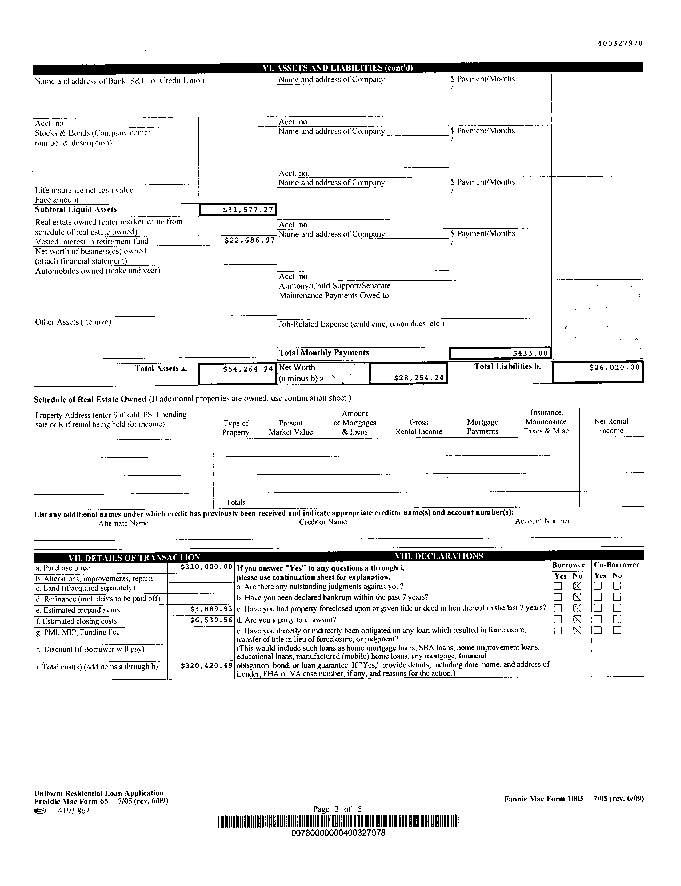 400327978
VI. ASSETS AND LIABILITIES (cont'd)
Name and address of Bank, S&L, or Credit Union
Name and address of Company
$ Payment/Months
/
Acct. no.
Acct. no.
Stocks & Bonds (Company name/
number & description)
Name and address of Company
$ Payment/Months
/
Acct. no.
Life insurance net cash value
Face amount
Name and address of Company
$ Payment/Months
/
Subtotal Liquid Assets
$31,577.27
Real estate owned (enter market value from
schedule of real estate owned)
Acct. no.
Vested interest in retirement fund
$22,686.97
Name and address of Company
$ Payment/Months
/
Net worth of business(es) owned
(attach financial statement)
Automobiles owned (make and year)
Acct. no.
Alimony/Child Support/Separate
Maintenance Payments Owed to
Other Assets (itemize)
Job-Related Expense (child care, union dues, etc.)
Total Monthly Payments
$435.00
Total Assets a.
$54,264.24
Net Worth
(a minus b)
$28,254.24
Total Liabilities b.
$26,010.00
Schedule of Real Estate Owned (If additional properties are owned, use continuation sheet.)
Property Address (enter S if sold, PS if pending
sale or R if rental being held for income)
Type of
Property
Present
Market Value
Amount
of Mortgages
& Liens
Gross
Rental Income
Mortgage
Payments
Insurance,
Maintenance
Taxes & Misc.
Net Rental
Income
Totals
List any additional names under which credit has previously been received and indicate appropriate creditor name(s) and account number(s):
Alternate Name
Creditor Name
Account Number
VII. DETAILS OF TRANSACTION
a. Purchase price
$310,000.00
b. Alterations, improvements, repairs
c. Land (if acquired separately)
d. Refinance (incl. debts to be paid off)
e. Estimated prepaid items
f. Estimated closing costs
g. PMI, MIP, Funding Fee
h. Discount (if Borrower will pay)
i. Total costs (add items a through h)
VIII. DECLARATIONS
If you answer "Yes" to any questions a through i,
please use continuation sheet for explanation.
Borrower
Co-Borrower
Yes No
Yes No
a. Are there any outstanding judgments against you?
b. Have you been declared bankrupt within the past 7 years?
c. Have you had property foreclosed upon or given title or deed in lieu thereof in the last 7 years?
d. Are you a party to a lawsuit?
e. Have you directly or indirectly been obligated on any loan which resulted in foreclosure,
transfer of title in lieu of foreclosure, or judgment?
(This would include such loans as home mortgage loans, SBA loans, home improvement loans,
educational loans, manufactured (mobile) home loans, any mortgage, financial
obligation, bond, or loan guarantee. If "Yes," provide details, including date, name, and address of
Lender, FHA or VA case number, if any, and reasons for the action.)
Uniform Residential Loan Application
Freddie Mac Form 65 7/05 (rev. 6/09)
Page 3 of 5
Fannie Mae Form 1003 7/05 (rev. 6/09)